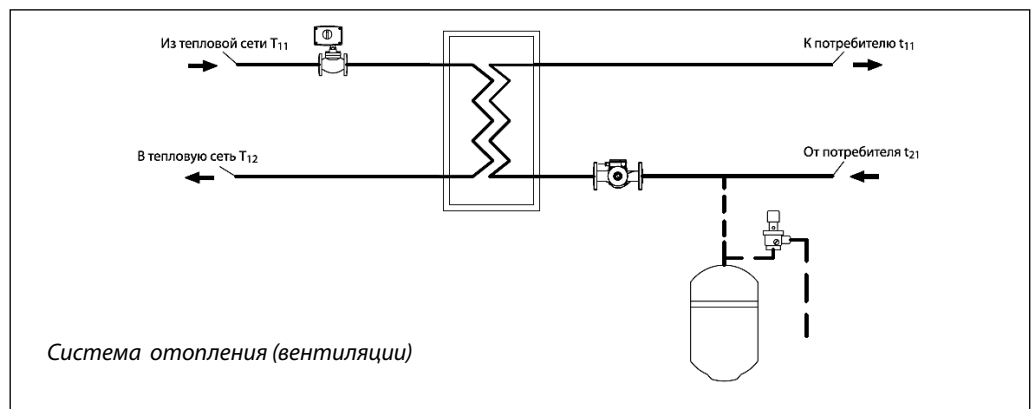 Из тепловой сети T₁₁
К потребителю t₁₁
В тепловую сеть T₁₂
От потребителя t₂₁
Система отопления (вентиляции)